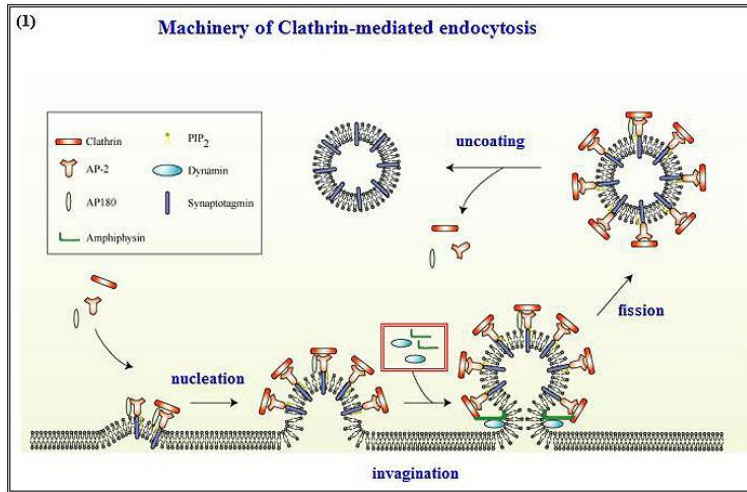 (1)
Machinery of Clathrin-mediated endocytosis
Clathrin
PIP2
AP-2
Dynamin
AP180
Synaptotagmin
Amphiphysin
uncoating
fission
nucleation
invagination